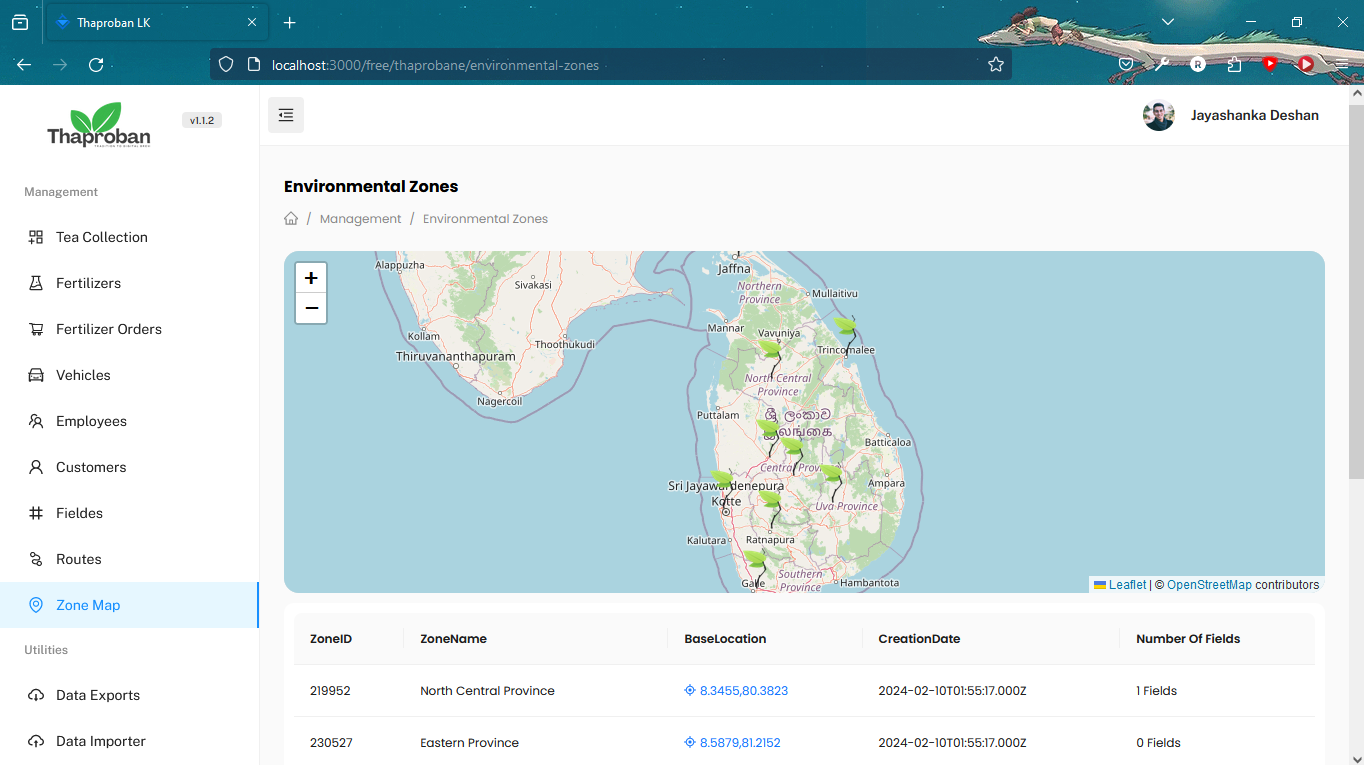 Thaproban LK
localhost:3000/free/thaprobane/environmental-zones
R
Thaproban
v1.1.2
Jayashanka Deshan
Management
Tea Collection
Fertilizers
Fertilizer Orders
Vehicles
Employees
Customers
Fieldes
Routes
Zone Map
Utilities
Data Exports
Data Importer
Environmental Zones
/ Management / Environmental Zones
+
−
Alappuzha
Sivakasi
Kollam
Thoothukudi
Thiruvananthapuram
Nagercoil
Jaffna
Northern
Province
Mullaitivu
Mannar
Vavuniya
Trincomalee
North Central
Province
Puttalam
ශ්‍රී ලංකාව
Batticaloa
Central
Sri Jayawardenepura
Kotte
Ampara
Uva Province
Kalutara
Ratnapura
Galle
Southern
Province
Hambantota
Leaflet | © OpenStreetMap contributors
ZoneID ZoneName BaseLocation CreationDate Number Of Fields
219952 North Central Province 8.3455,80.3823 2024-02-10T01:55:17.000Z 1 Fields
230527 Eastern Province 8.5879,81.2152 2024-02-10T01:55:17.000Z 0 Fields